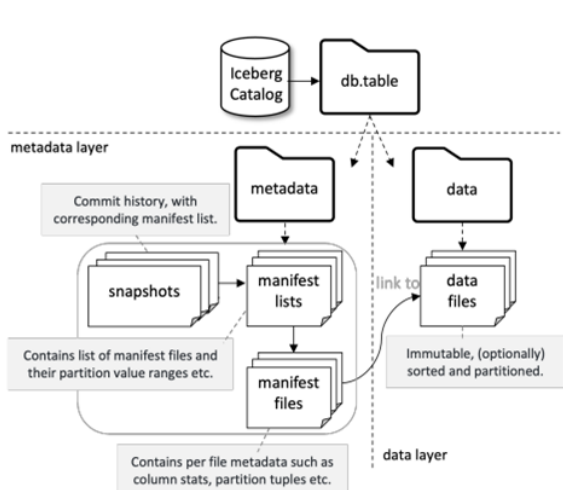 Iceberg
Catalog
db.table
metadata layer
metadata
data
Commit history, with
corresponding manifest list.
snapshots
manifest
lists
link to
data
files
Contains list of manifest files and
their partition value ranges etc.
Immutable, (optionally)
sorted and partitioned.
manifest
files
data layer
Contains per file metadata such as
column stats, partition tuples etc.